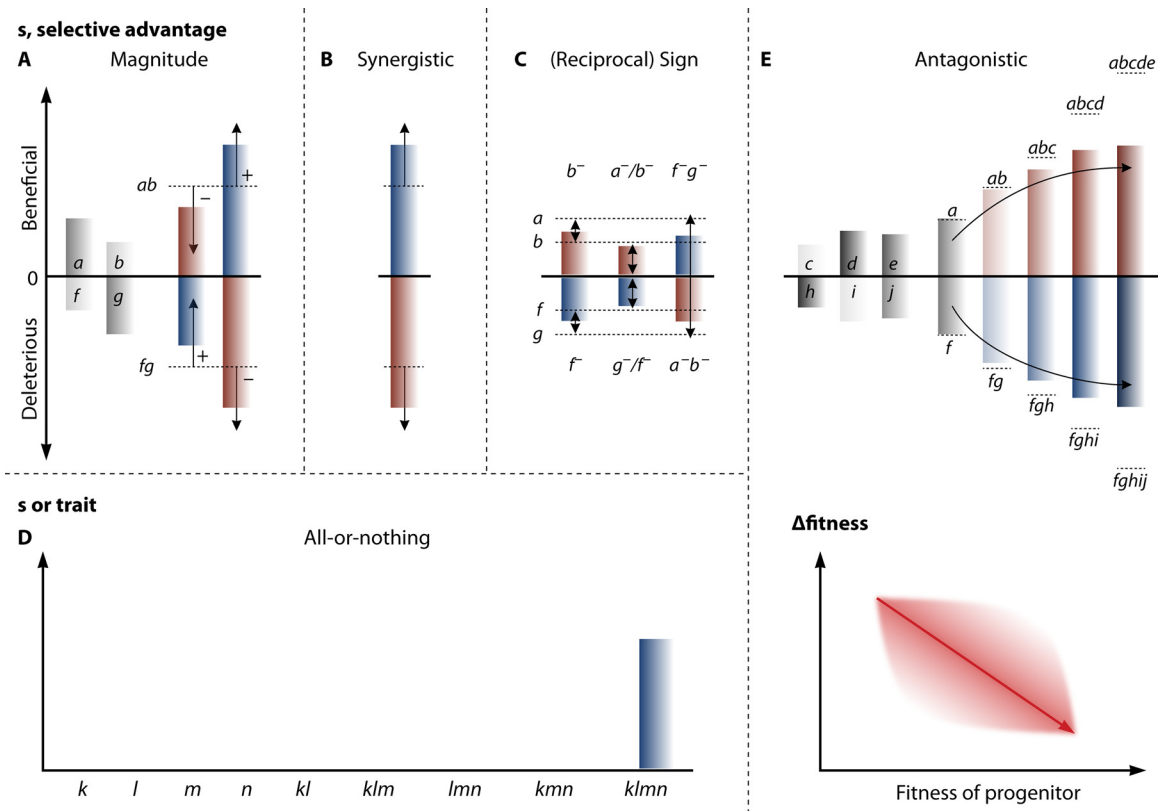 s, selective advantage
A Magnitude
Beneficial
0
Deleterious
a
b
f
g
ab
−
+
fg
+
−
B Synergistic
C (Reciprocal) Sign
b⁻ a⁻/b⁻ f⁻g⁻
a
b
f
g
f⁻ g⁻/f⁻ a⁻b⁻
E Antagonistic
abcde
abcd
abc
ab
a
c d e
h i j
f
fg
fgh
fghi
fghij
s or trait
D All-or-nothing
k l m n kl klm lmn kmn klmn
Δfitness
Fitness of progenitor